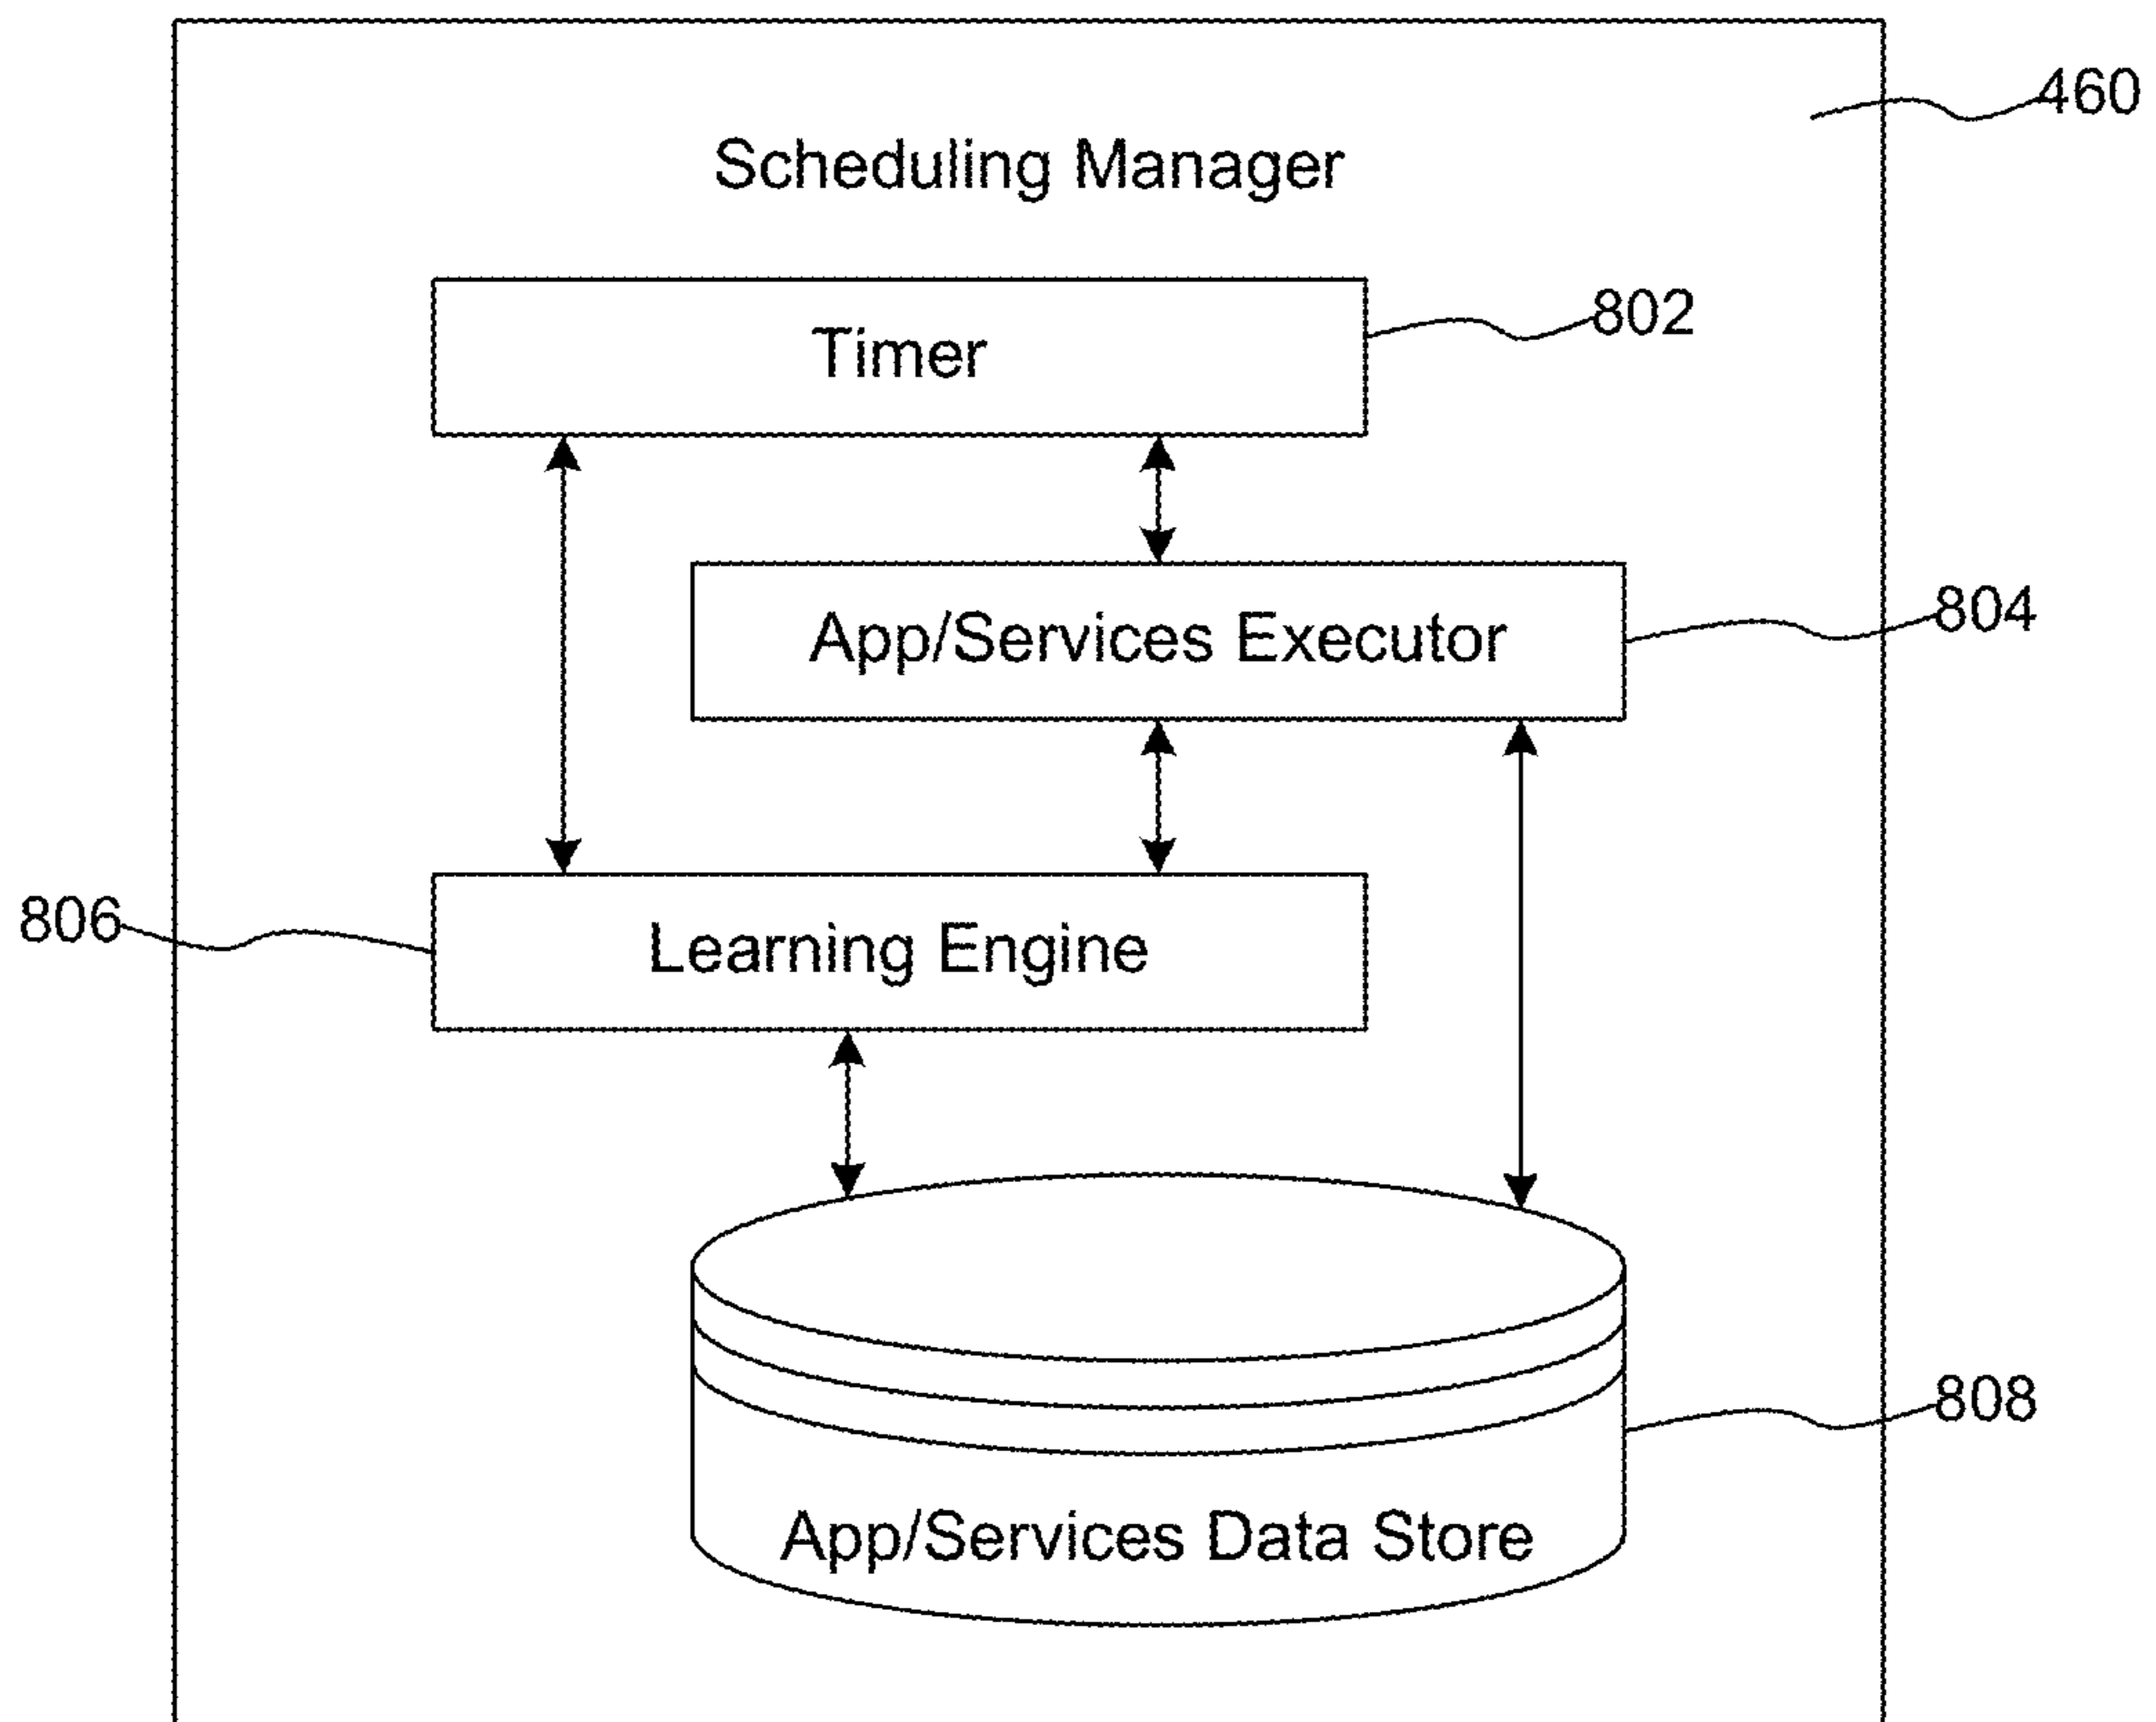 460
Scheduling Manager
802
Timer
804
App/Services Executor
806
Learning Engine
808
App/Services Data Store